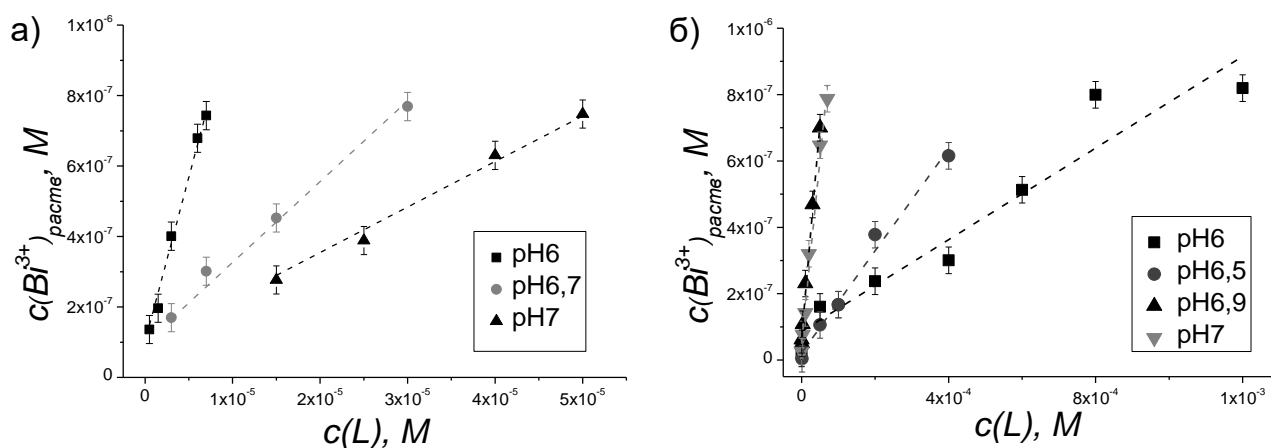 а)
1x10⁻⁶
8x10⁻⁷
6x10⁻⁷
4x10⁻⁷
2x10⁻⁷
0
c(Bi³⁺)раств, M
0
1x10⁻⁵
2x10⁻⁵
3x10⁻⁵
4x10⁻⁵
5x10⁻⁵
c(L), M
pH6
pH6,7
pH7
б)
1x10⁻⁶
8x10⁻⁷
6x10⁻⁷
4x10⁻⁷
2x10⁻⁷
0
c(Bi³⁺)раств, M
0
4x10⁻⁴
8x10⁻⁴
1x10⁻³
c(L), M
pH6
pH6,5
pH6,9
pH7